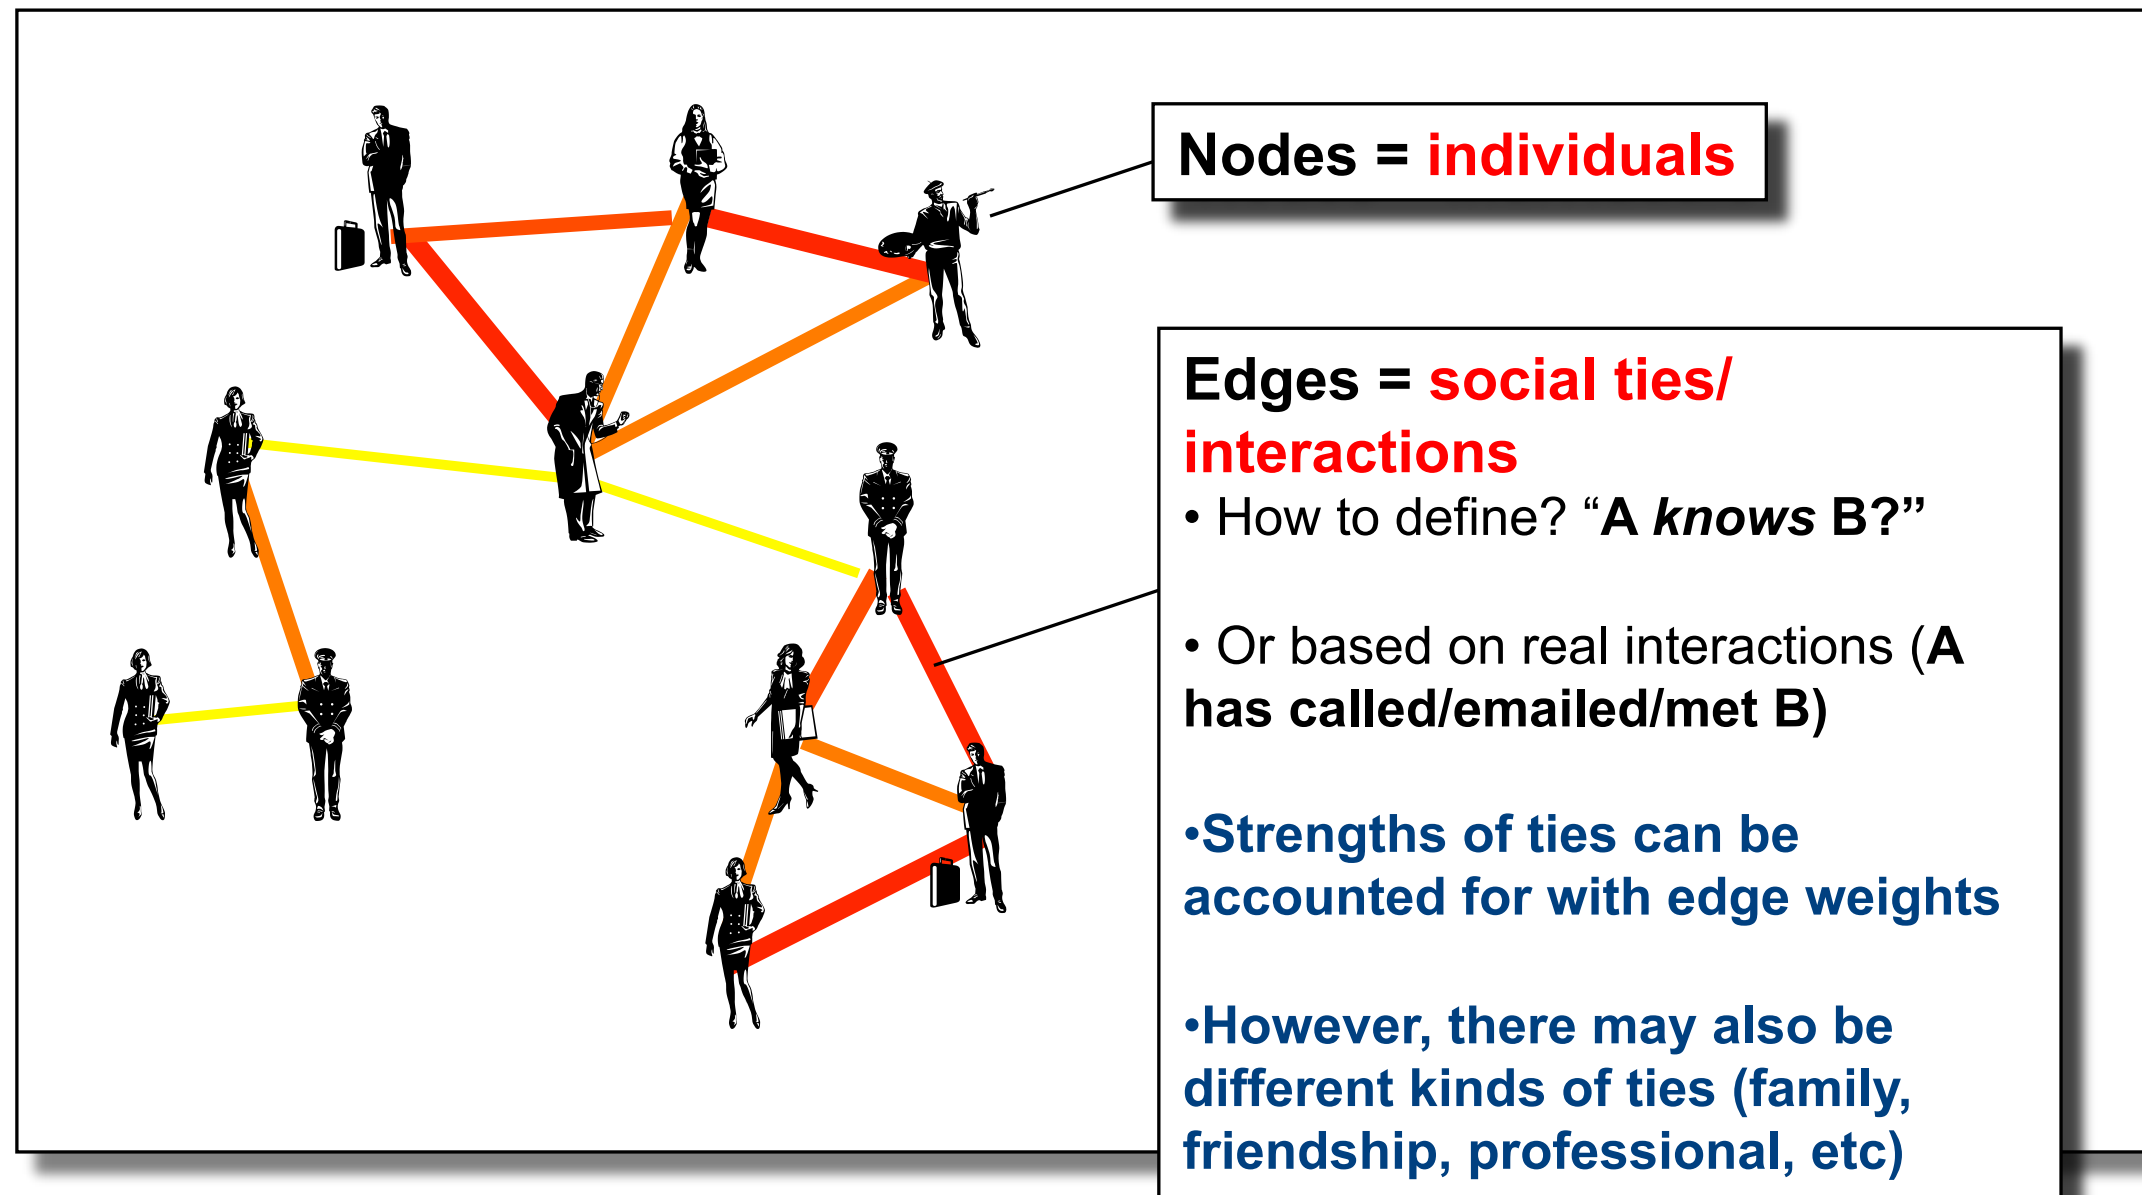 Nodes = individuals
Edges = social ties/
interactions
• How to define? “A knows B?”
• Or based on real interactions (A
has called/emailed/met B)
•Strengths of ties can be
accounted for with edge weights
•However, there may also be
different kinds of ties (family,
friendship, professional, etc)